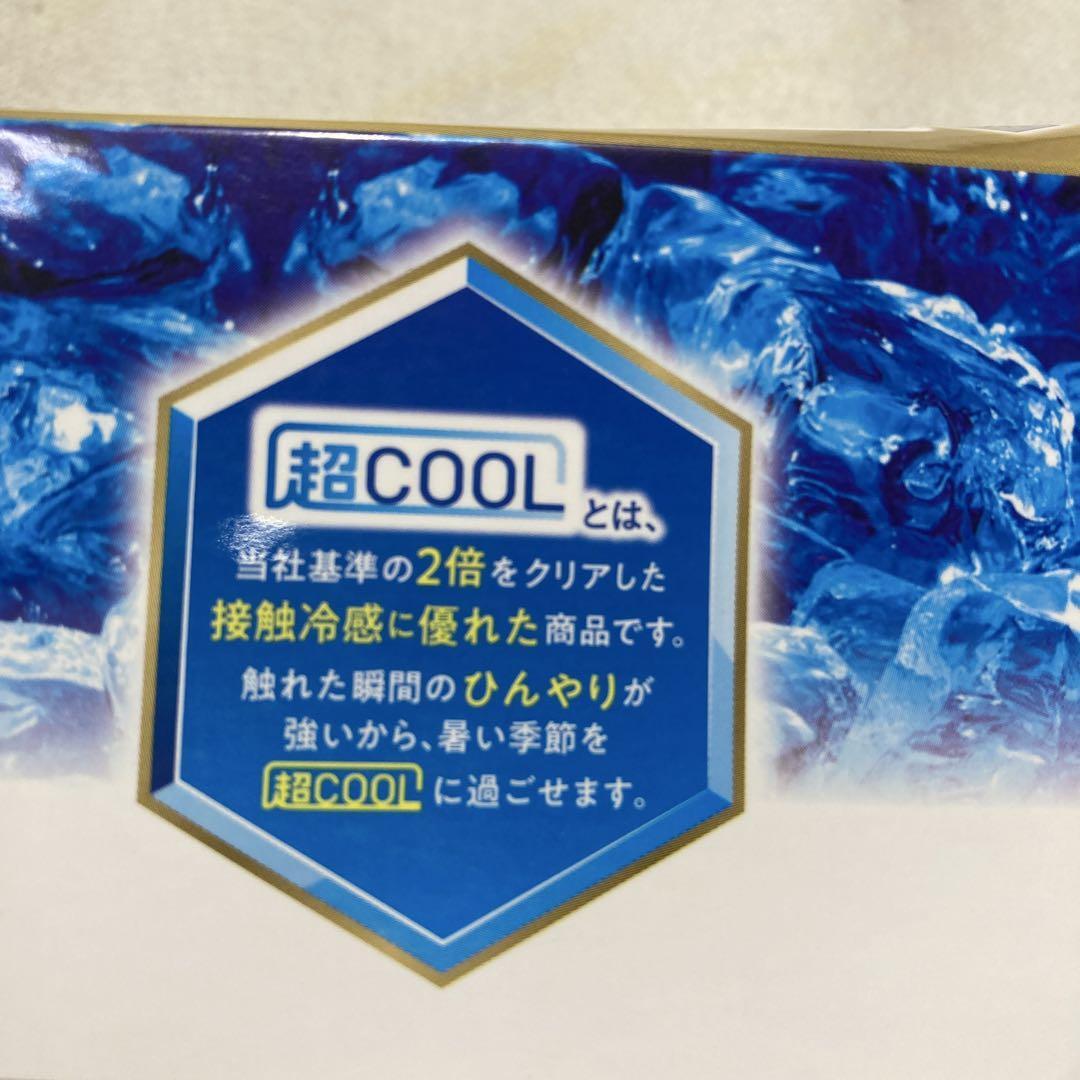 超COOLとは、
当社基準の2倍をクリアした
接触冷感に優れた商品です。
触れた瞬間のひんやりが
強いから、暑い季節を
超COOLに過ごせます。